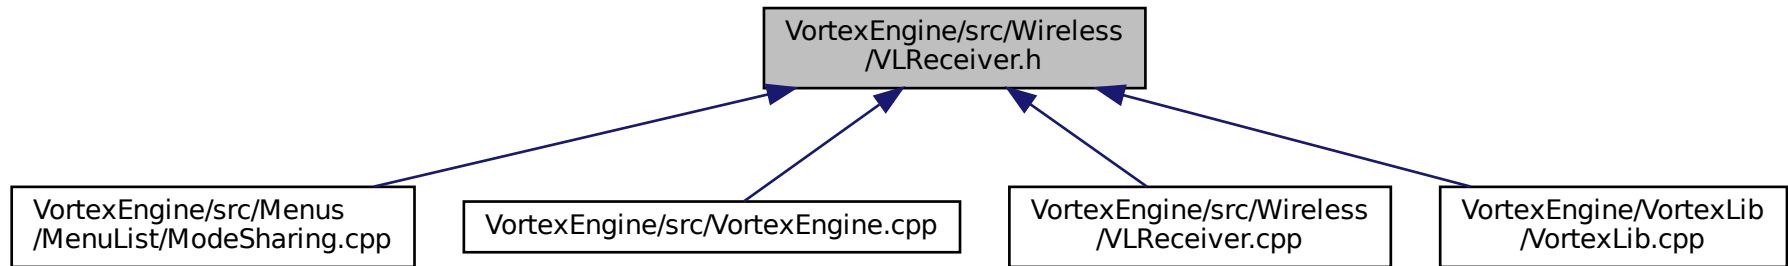 VortexEngine/src/Wireless
/VLReceiver.h
VortexEngine/src/Menus
/MenuList/ModeSharing.cpp
VortexEngine/src/VortexEngine.cpp
VortexEngine/src/Wireless
/VLReceiver.cpp
VortexEngine/VortexLib
/VortexLib.cpp